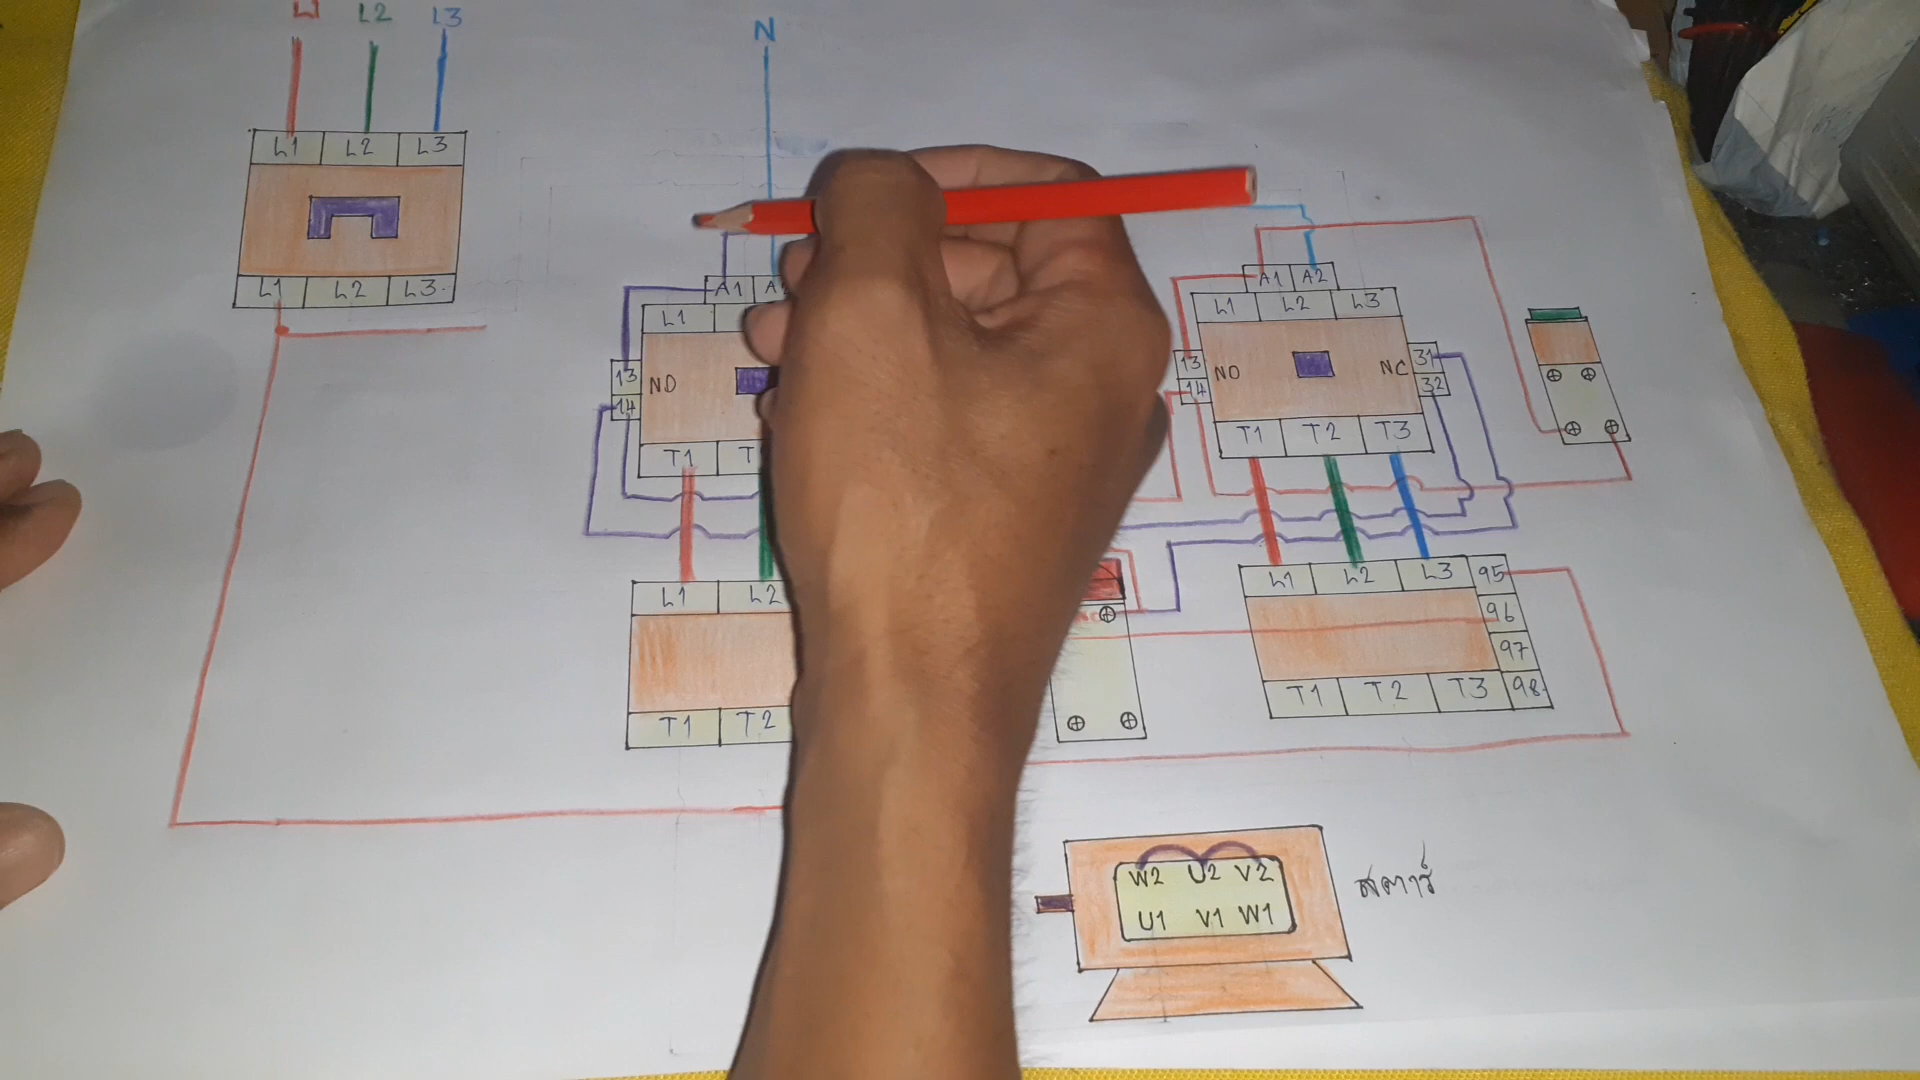 L2 L3
N
L1 L2 L3
L1 L2 L3
A1
L1
13
14
NO
T1
A1 A2
L1 L2 L3
13
14
NO
NC
31
32
T1 T2 T3
L1 L2
T1 T2
L1 L2 L3 95
96
97
T1 T2 T3 98
W2 U2 V2
U1 V1 W1
สตาร์